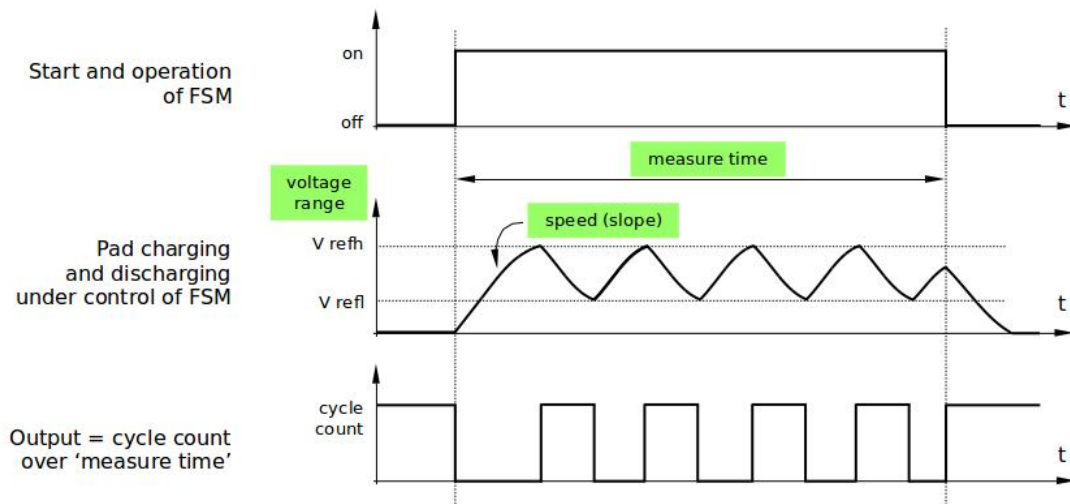 Start and operation
of FSM
on
off
t
measure time
voltage
range
speed (slope)
Pad charging
and discharging
under control of FSM
V refh
V refl
t
cycle
count
Output = cycle count
over ‘measure time’
t